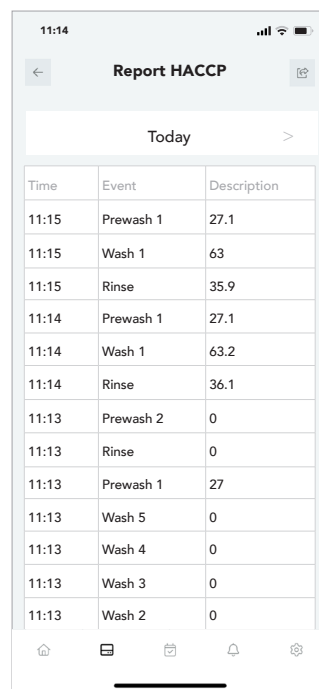 11:14
Report HACCP
Today >
Time Event Description
11:15 Prewash 1 27.1
11:15 Wash 1 63
11:15 Rinse 35.9
11:14 Prewash 1 27.1
11:14 Wash 1 63.2
11:14 Rinse 36.1
11:13 Prewash 2 0
11:13 Rinse 0
11:13 Prewash 1 27
11:13 Wash 5 0
11:13 Wash 4 0
11:13 Wash 3 0
11:13 Wash 2 0